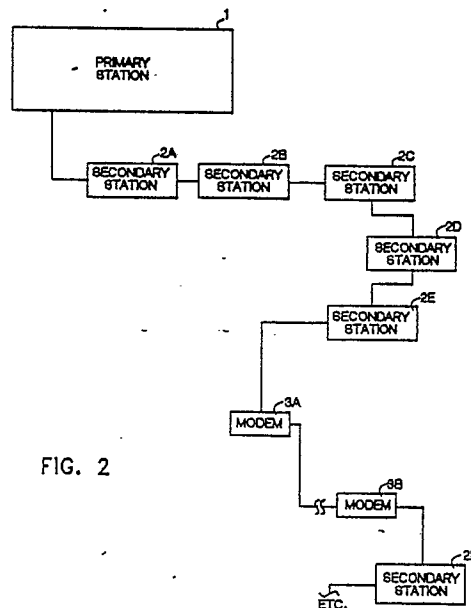 1
PRIMARY
STATION
2A
SECONDARY
STATION
2B
SECONDARY
STATION
2C
SECONDARY
STATION
2D
SECONDARY
STATION
2E
SECONDARY
STATION
3A
MODEM
FIG. 2
3B
MODEM
SECONDARY
STATION
ETC.